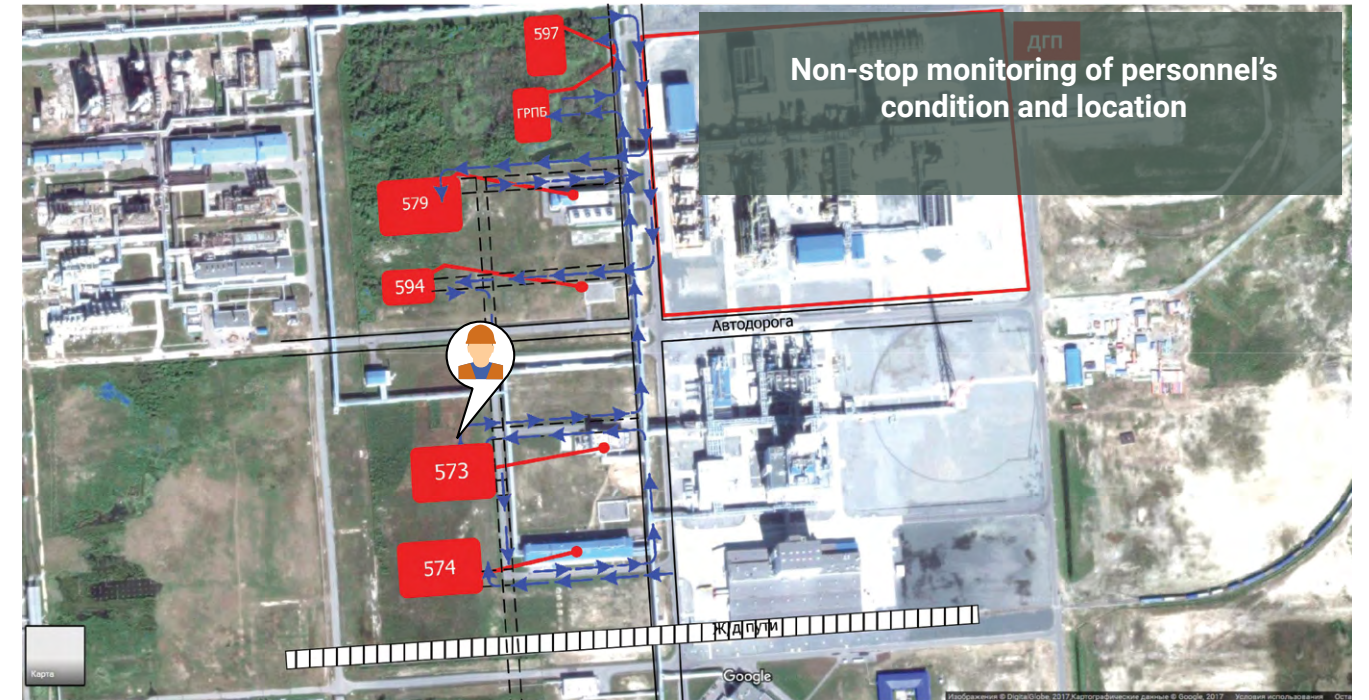 597
ДГП
Non-stop monitoring of personnel's
condition and location
ГРПБ
579
594
Автодорога
573
574
Ж/д пути
Карта
Google
Изображения © DigitalGlobe, 2017,Картографические данные © Google, 2017 Условия использования Оста